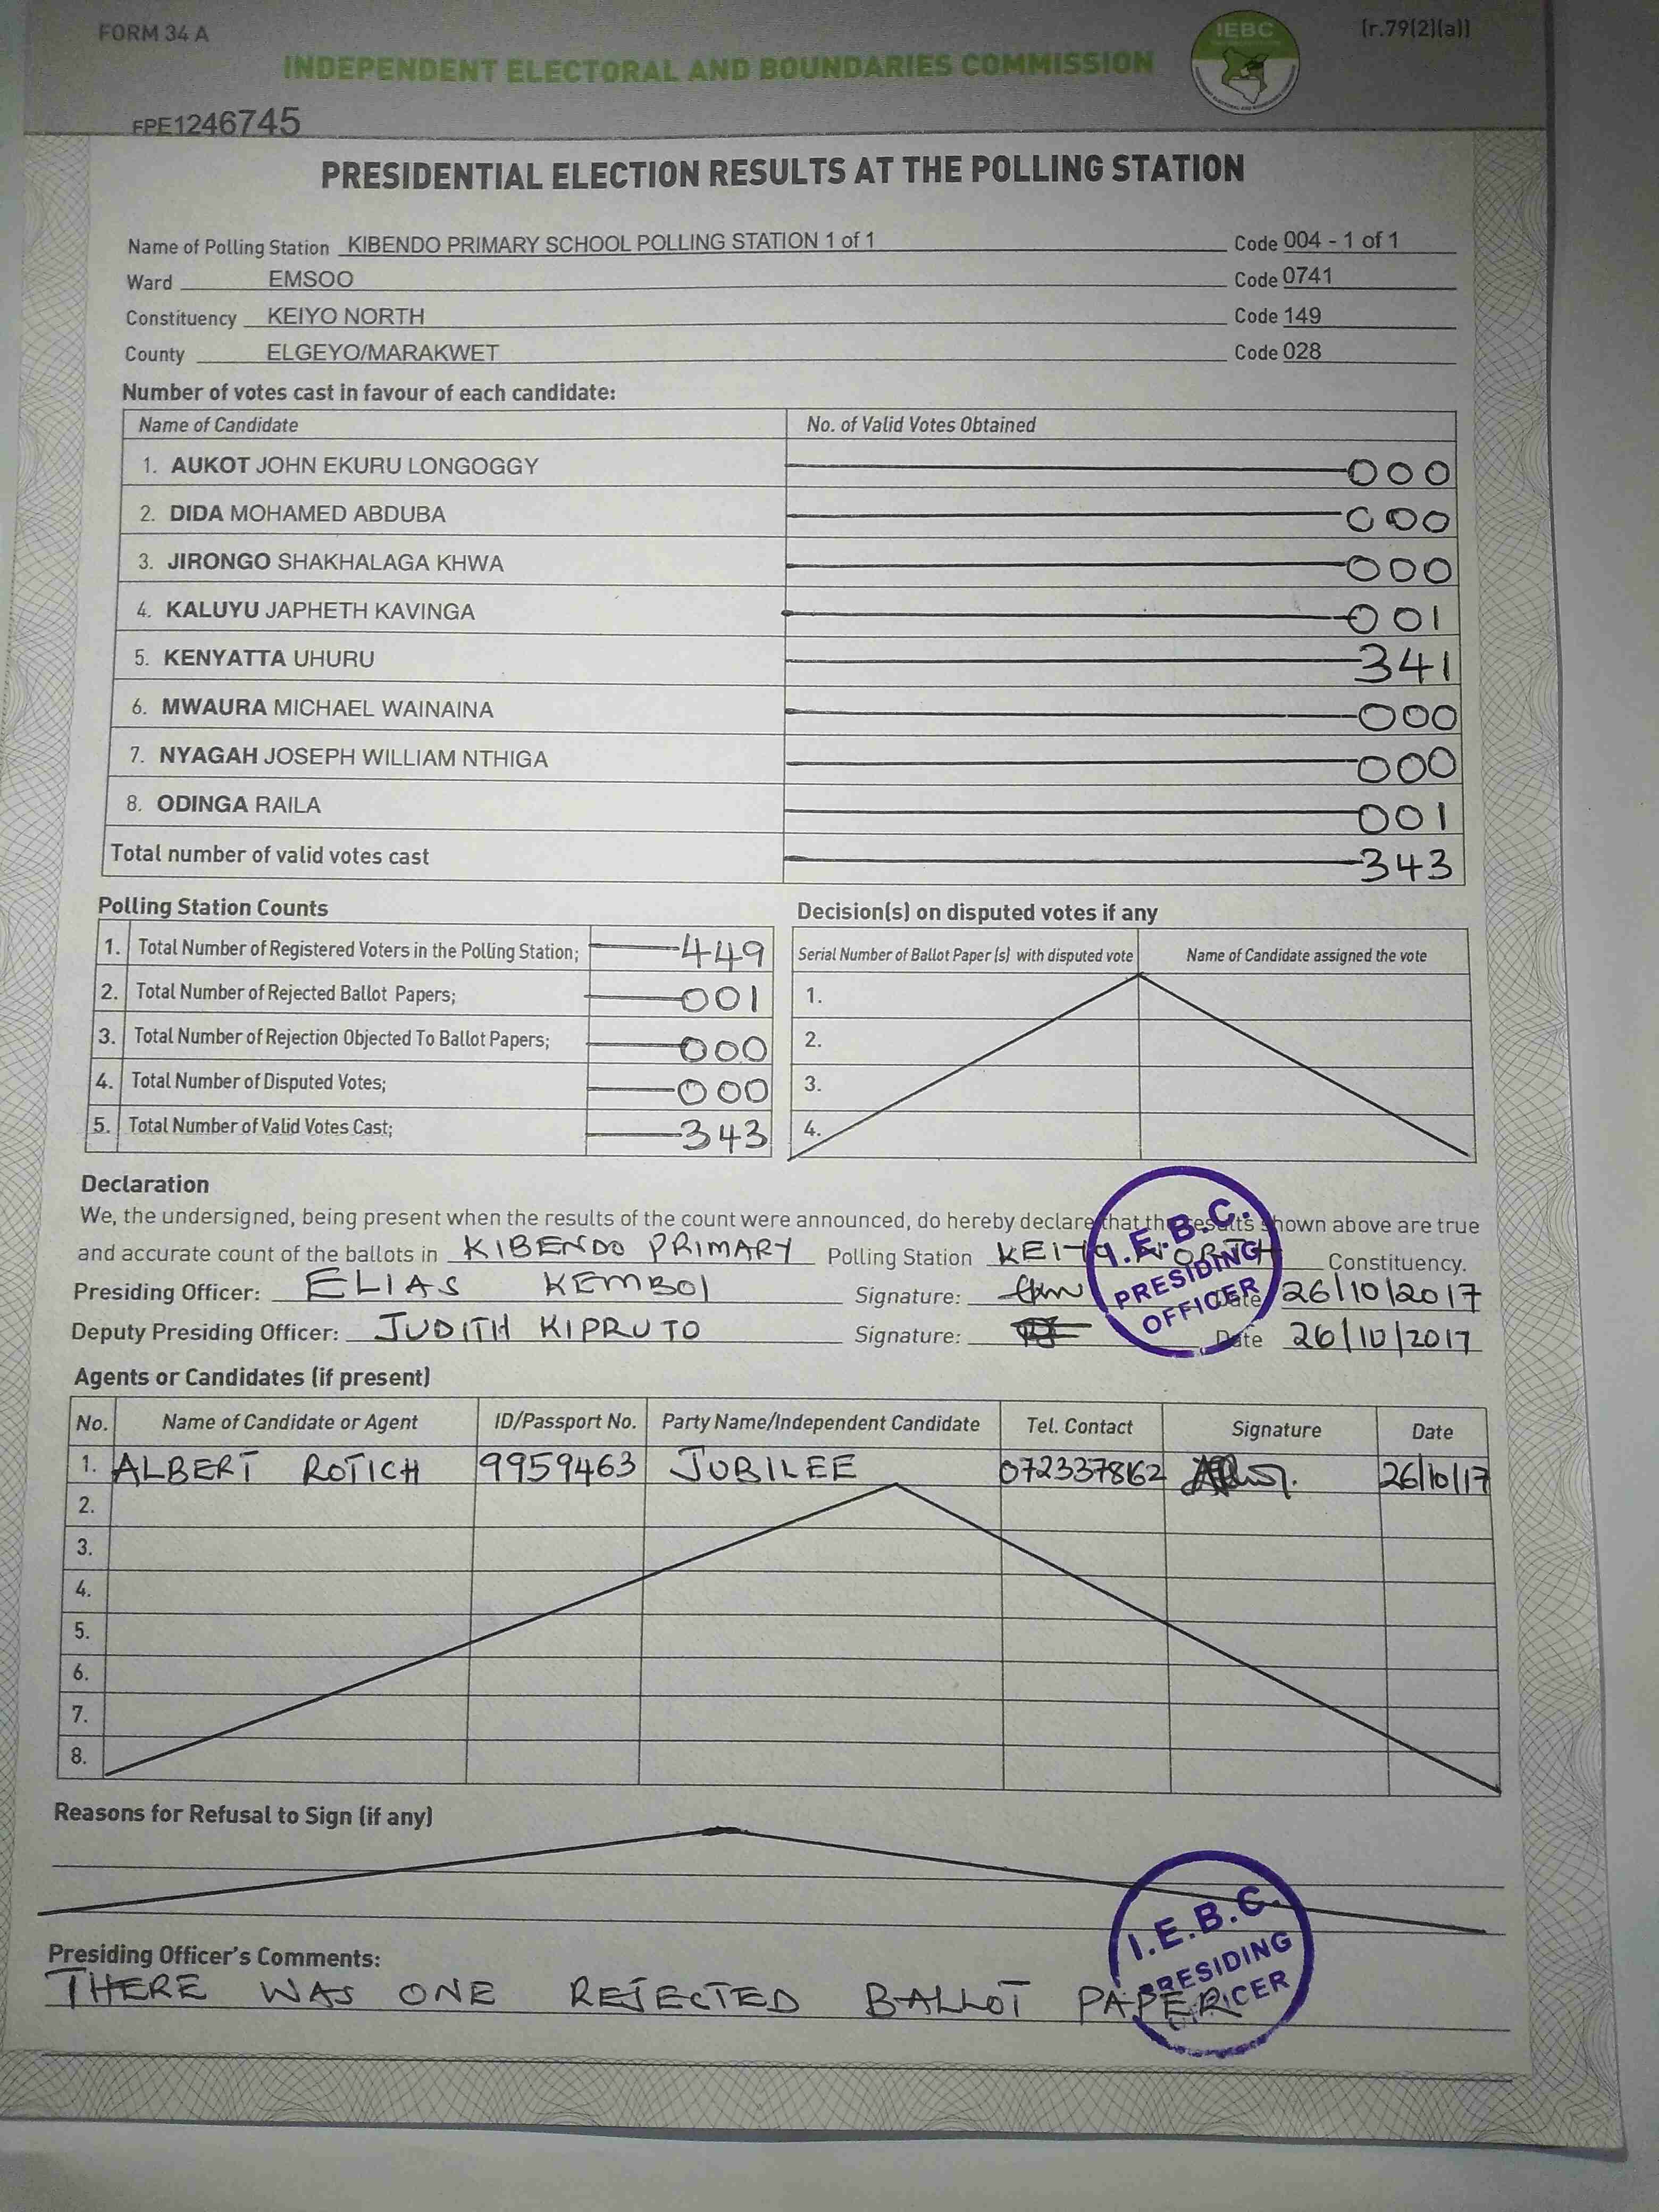 FORM 34 A
(r.79(2)(a))
IEBC
INDEPENDENT ELECTORAL AND BOUNDARIES COMMISSION
FPE1246745
PRESIDENTIAL ELECTION RESULTS AT THE POLLING STATION
Name of Polling Station KIBENDO PRIMARY SCHOOL POLLING STATION 1 of 1 Code 004 - 1 of 1
Ward EMSOO Code 0741
Constituency KEIYO NORTH Code 149
County ELGEYO/MARAKWET Code 028
Number of votes cast in favour of each candidate:
Name of Candidate No. of Valid Votes Obtained
1. AUKOT JOHN EKURU LONGOGGY 000
2. DIDA MOHAMED ABDUBA 000
3. JIRONGO SHAKHALAGA KHWA 000
4. KALUYU JAPHETH KAVINGA 001
5. KENYATTA UHURU 341
6. MWAURA MICHAEL WAINAINA 000
7. NYAGAH JOSEPH WILLIAM NTHIGA 000
8. ODINGA RAILA 001
Total number of valid votes cast 343
Polling Station Counts
1. Total Number of Registered Voters in the Polling Station; 449
2. Total Number of Rejected Ballot Papers; 001
3. Total Number of Rejection Objected To Ballot Papers; 000
4. Total Number of Disputed Votes; 000
5. Total Number of Valid Votes Cast; 343
Decision(s) on disputed votes if any
Serial Number of Ballot Paper (s) with disputed vote Name of Candidate assigned the vote
1.
2.
3.
4.
Declaration
We, the undersigned, being present when the results of the count were announced, do hereby declare that the results shown above are true
and accurate count of the ballots in KIBENDO PRIMARY Polling Station KEIYO NORTH Constituency.
Presiding Officer: ELIAS KEMBOI Signature: Date 26/10/2017
Deputy Presiding Officer: JUDITH KIPRUTO Signature: Date 26/10/2017
I.E.B.C.
PRESIDING
OFFICER
Agents or Candidates (if present)
No. Name of Candidate or Agent ID/Passport No. Party Name/Independent Candidate Tel. Contact Signature Date
1. ALBERT ROTICH 9959463 JUBILEE 0723378162 26/10/17
2.
3.
4.
5.
6.
7.
8.
Reasons for Refusal to Sign (if any)
Presiding Officer's Comments:
THERE WAS ONE REJECTED BALLOT PAPER
I.E.B.C.
PRESIDING
OFFICER